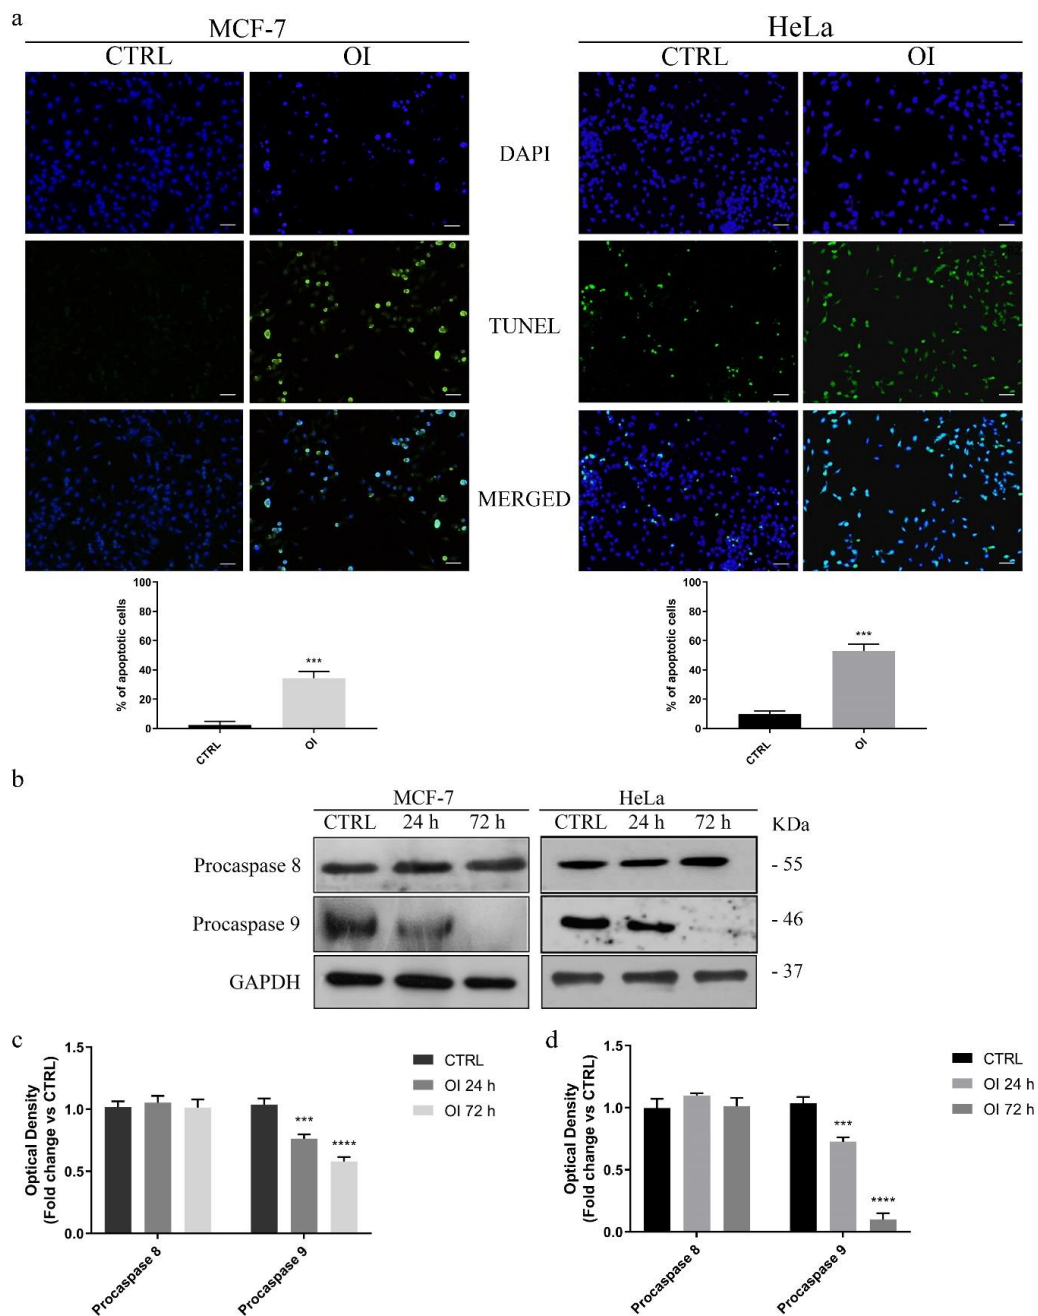 a
MCF-7
HeLa
CTRL OI
CTRL OI
DAPI
TUNEL
MERGED
% of apoptotic cells
100
80
60
40
20
0
***
CTRL
OI
% of apoptotic cells
100
80
60
40
20
0
***
CTRL
OI
b
MCF-7 HeLa
CTRL 24 h 72 h CTRL 24 h 72 h KDa
Procaspase 8 - 55
Procaspase 9 - 46
GAPDH - 37
c
Optical Density
(Fold change vs CTRL)
1.5
1.0
0.5
0.0
***
****
Procaspase 8
Procaspase 9
CTRL
OI 24 h
OI 72 h
d
Optical Density
(Fold change vs CTRL)
1.5
1.0
0.5
0.0
***
****
Procaspase 8
Procaspase 9
CTRL
OI 24 h
OI 72 h